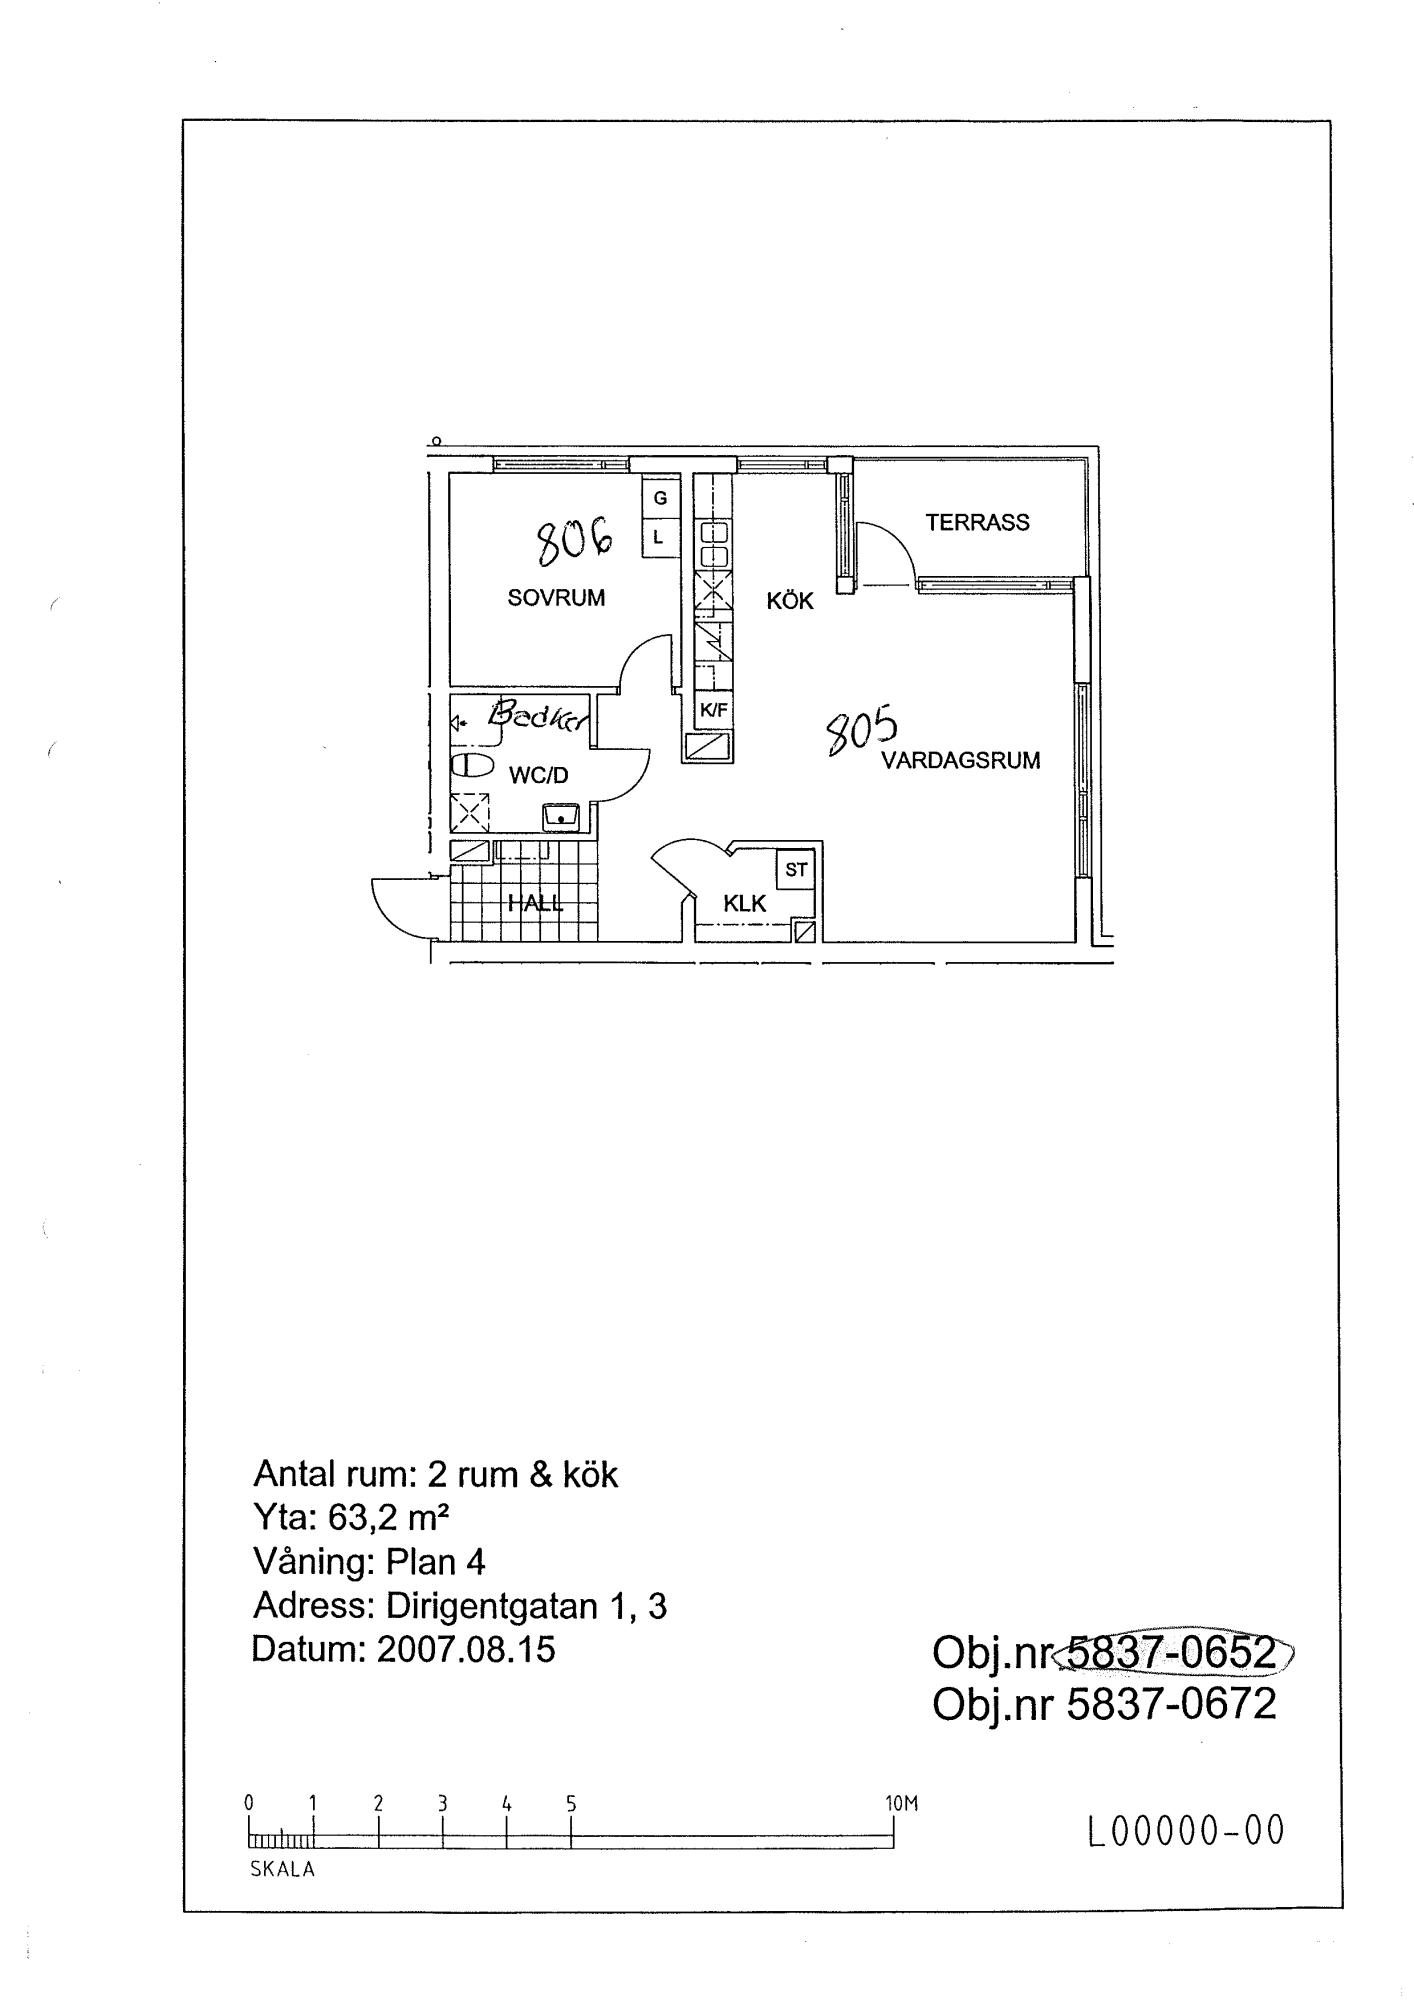 G
806
L
TERRASS
SOVRUM
KÖK
Badkar
K/F
805
VARDAGSRUM
WC/D
ST
HALL
KLK
Antal rum: 2 rum & kök
Yta: 63,2 m²
Våning: Plan 4
Adress: Dirigentgatan 1, 3
Datum: 2007.08.15
Obj.nr 5837-0652
Obj.nr 5837-0672
0 1 2 3 4 5 10M
SKALA
L00000-00